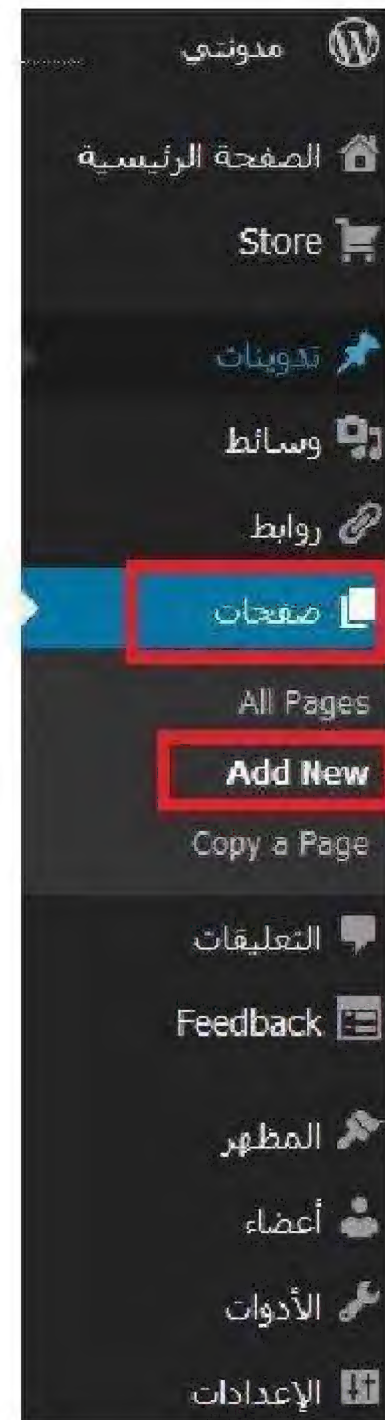 مدونتي
الصفحة الرئيسية
Store
تدوينات
وسائط
روابط
صفحات
All Pages
Add New
Copy a Page
التعليقات
Feedback
المظهر
أعضاء
الأدوات
الإعدادات